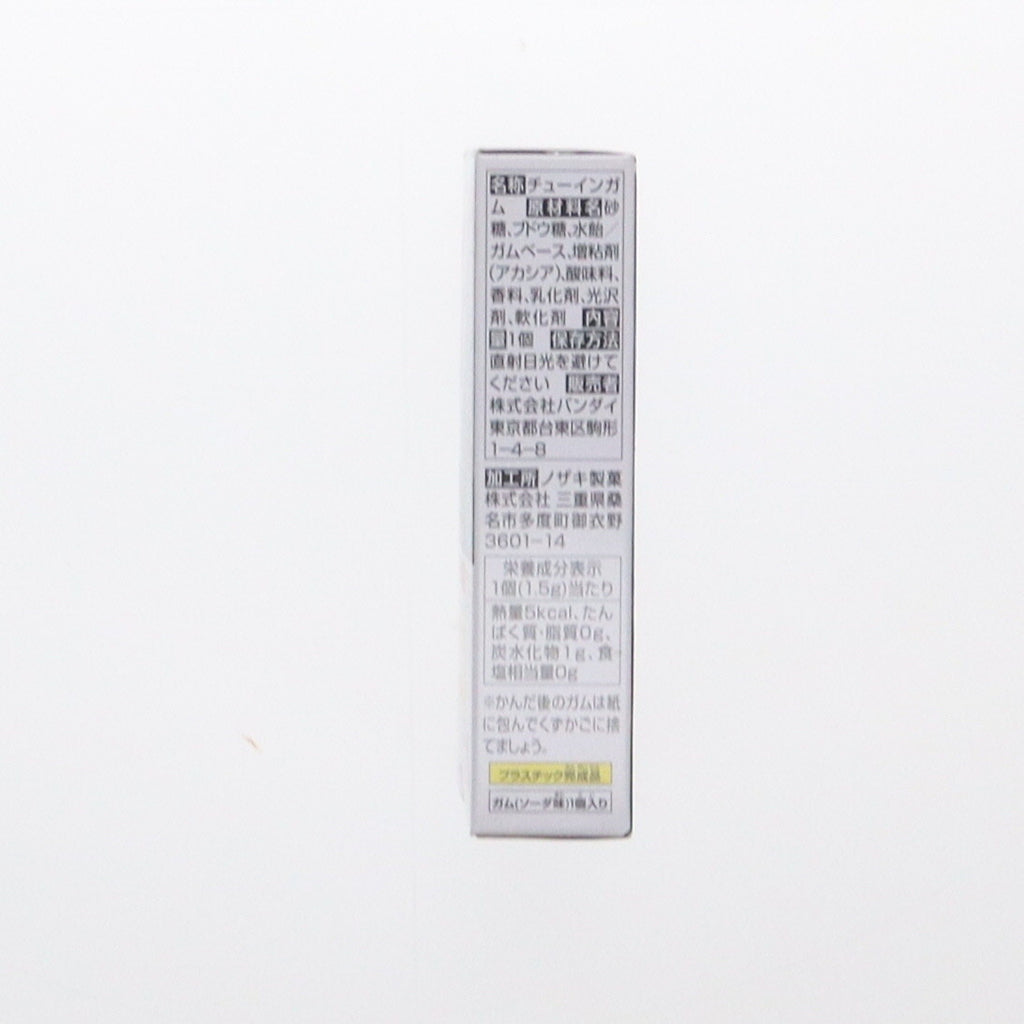 名称チューインガ
ム 原材料名砂
糖、ブドウ糖、水飴/
ガムベース、増粘剤
(アカシア)、酸味料、
香料、乳化剤、光沢
剤、軟化剤 内容
量1個 保存方法
直射日光を避けて
ください 販売者
株式会社バンダイ
東京都台東区駒形
1-4-8
加工所ノザキ製菓
株式会社 三重県桑
名市多度町御衣野
3601-14
栄養成分表示
1個(1.5g)当たり
熱量5kcal、たん
ぱく質・脂質0g、
炭水化物1g、食
塩相当量0g
※かんだ後のガムは紙
に包んでくずかごに捨
てましょう。
プラスチック完成品
ガム(ソーダ味)1個入り